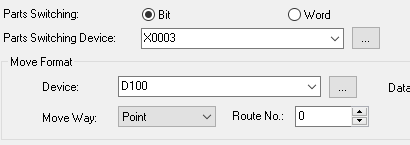 Parts Switching: Bit Word
Parts Switching Device: X0003 ...
Move Format
Device: D100 ... Data
Move Way: Point Route No.: 0